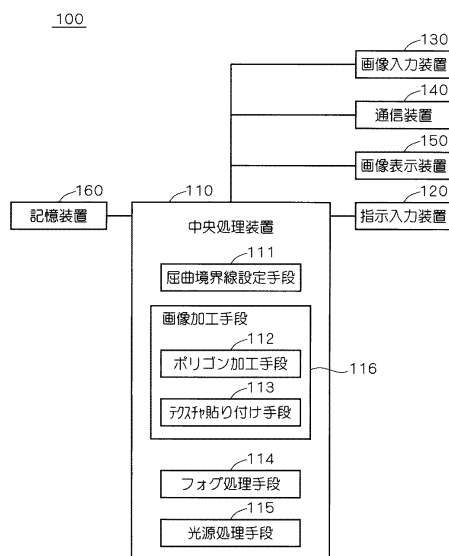 100
130
画像入力装置
140
通信装置
150
画像表示装置
160
記憶装置
110
120
指示入力装置
中央処理装置
111
屈曲境界線設定手段
画像加工手段
112
ポリゴン加工手段
116
113
テクスチャ貼り付け手段
114
フォグ処理手段
115
光源処理手段